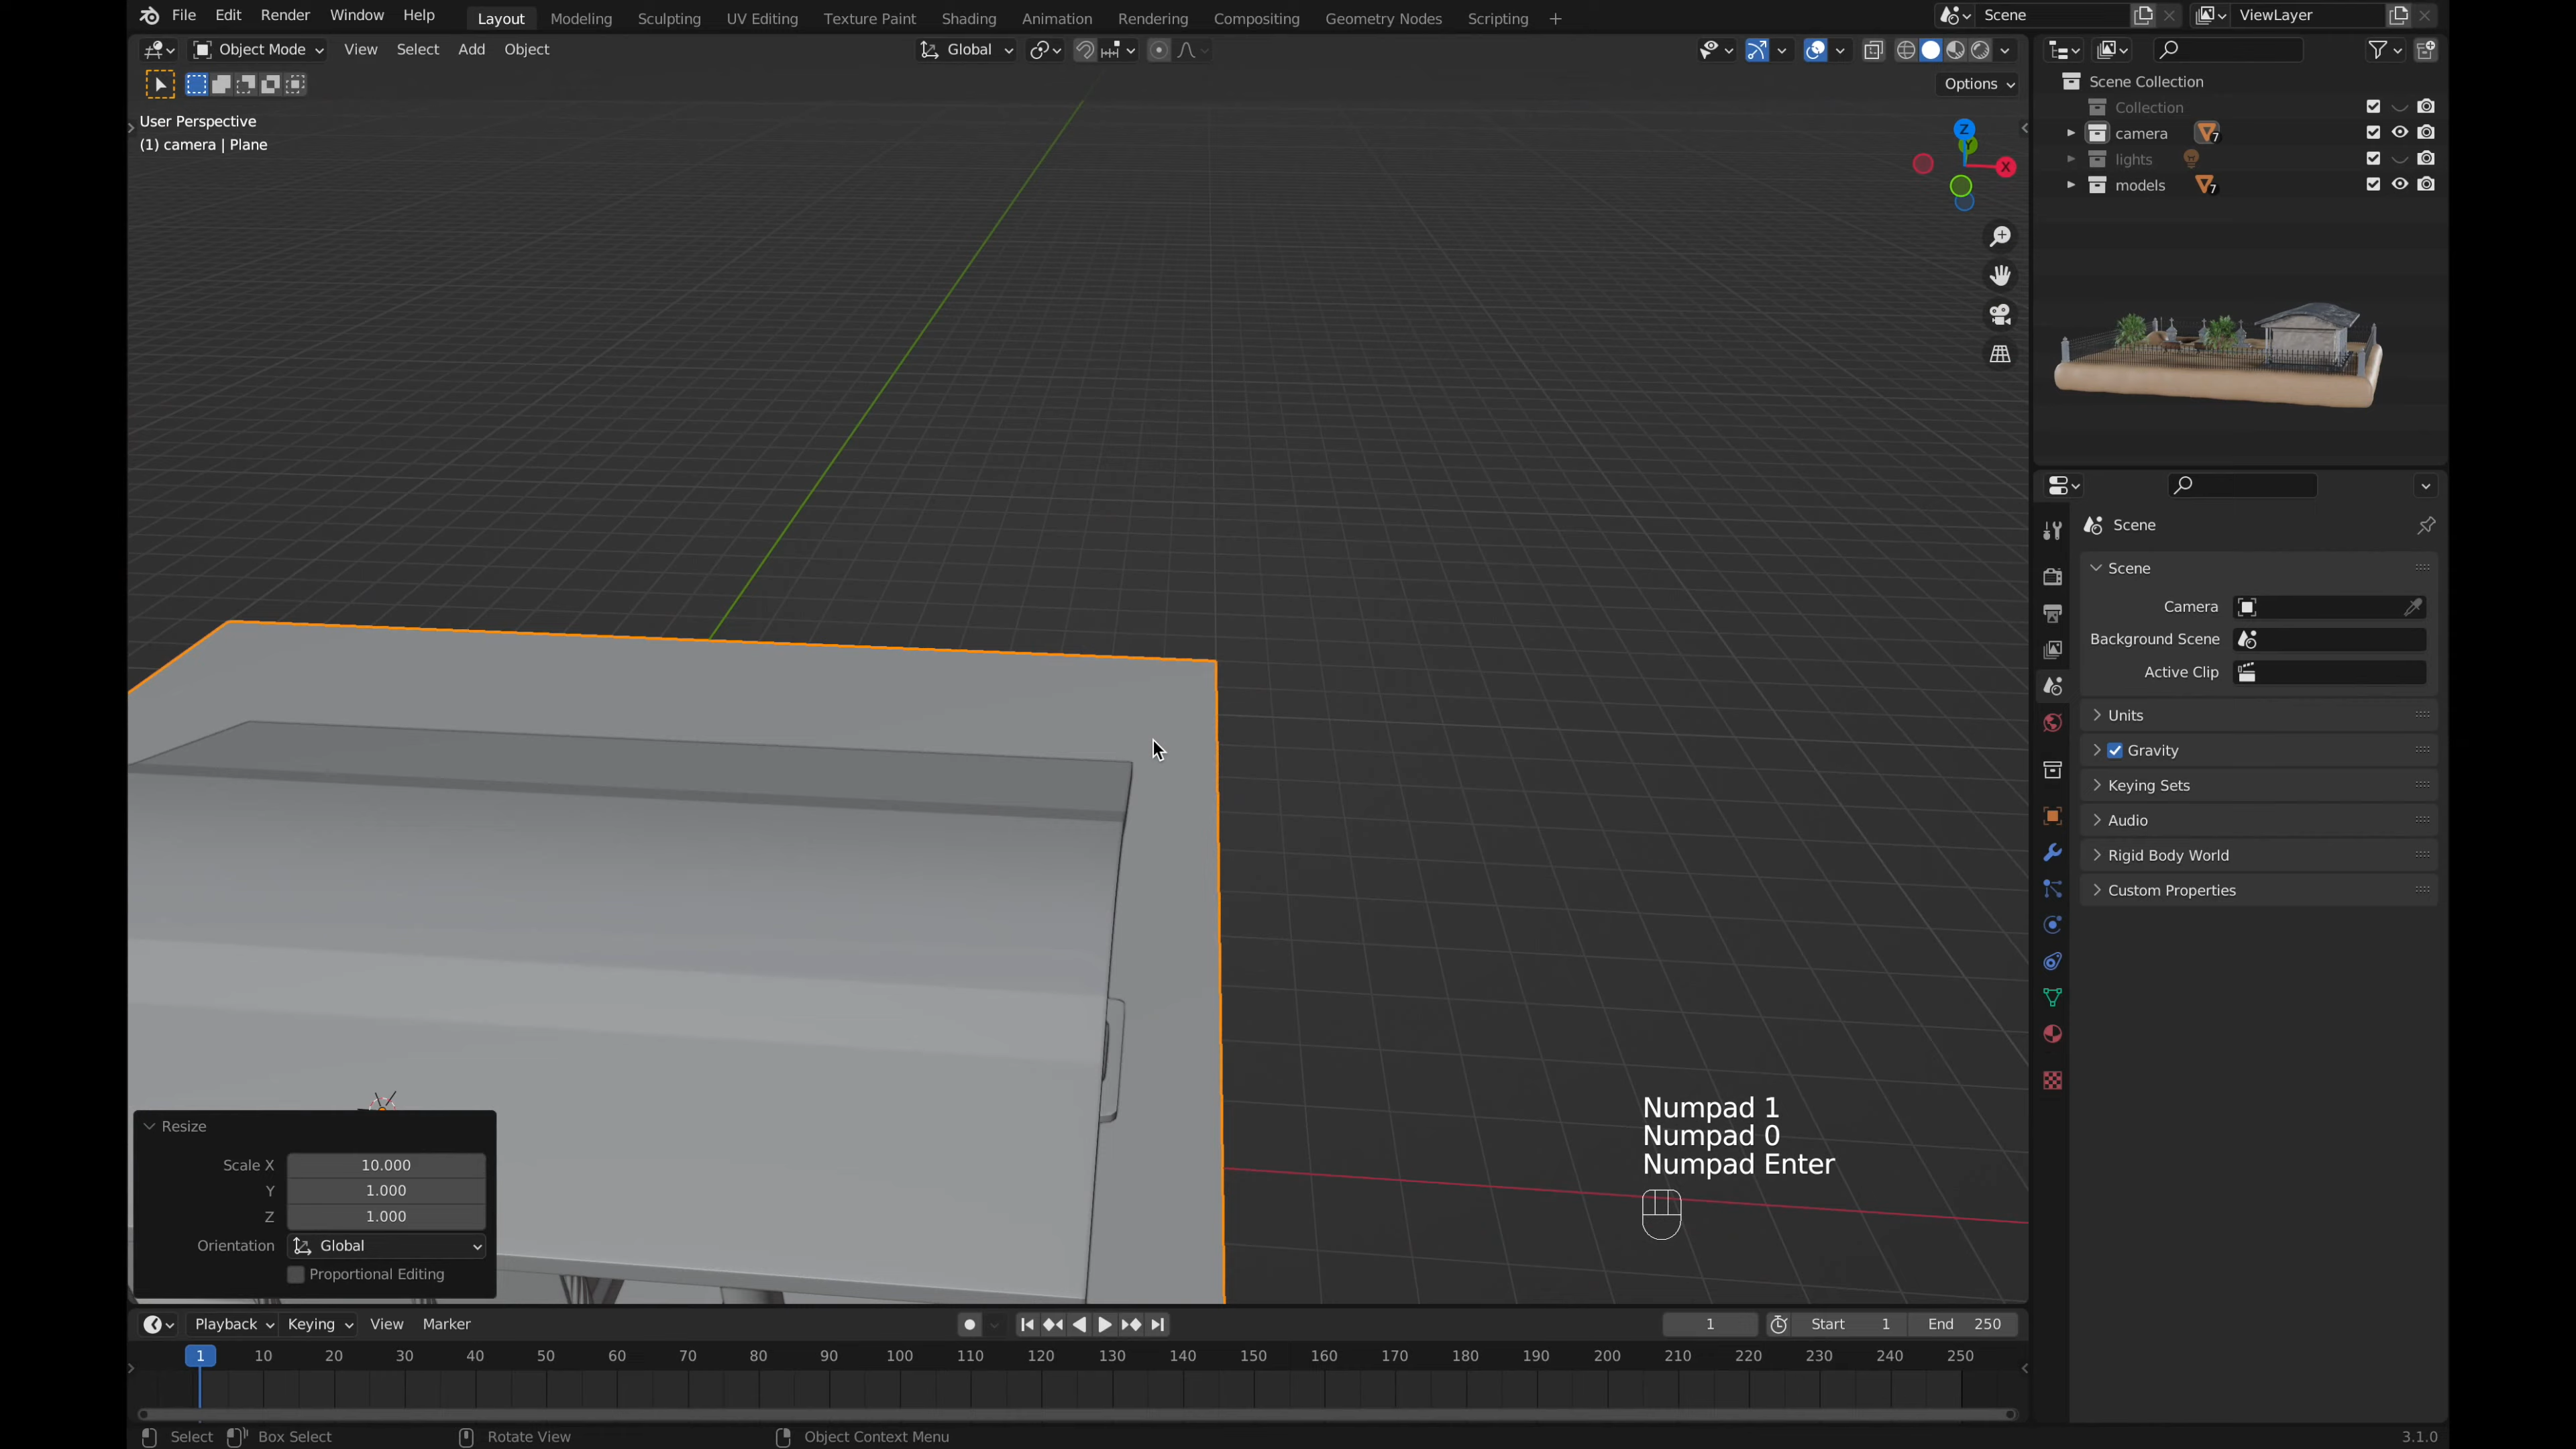 File Edit Render Window Help Layout Modeling Sculpting UV Editing Texture Paint Shading Animation Rendering Compositing Geometry Nodes Scripting + Scene ViewLayer
Object Mode View Select Add Object Global
Options
User Perspective
(1) camera | Plane
Z
Y
X
Scene Collection
Collection
camera 7
lights
models 7
Scene
Scene
Camera
Background Scene
Active Clip
Units
Gravity
Keying Sets
Audio
Rigid Body World
Custom Properties
Numpad 1
Numpad 0
Numpad Enter
Resize
Scale X 10.000
Y 1.000
Z 1.000
Orientation Global
Proportional Editing
Playback Keying View Marker 1 Start 1 End 250
1 10 20 30 40 50 60 70 80 90 100 110 120 130 140 150 160 170 180 190 200 210 220 230 240 250
Select Box Select Rotate View Object Context Menu 3.1.0